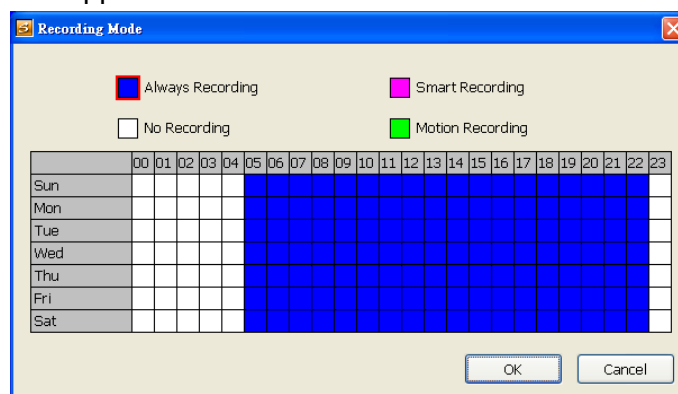 Recording Mode
Always Recording Smart Recording
No Recording Motion Recording
00 01 02 03 04 05 06 07 08 09 10 11 12 13 14 15 16 17 18 19 20 21 22 23
Sun
Mon
Tue
Wed
Thu
Fri
Sat
OK Cancel